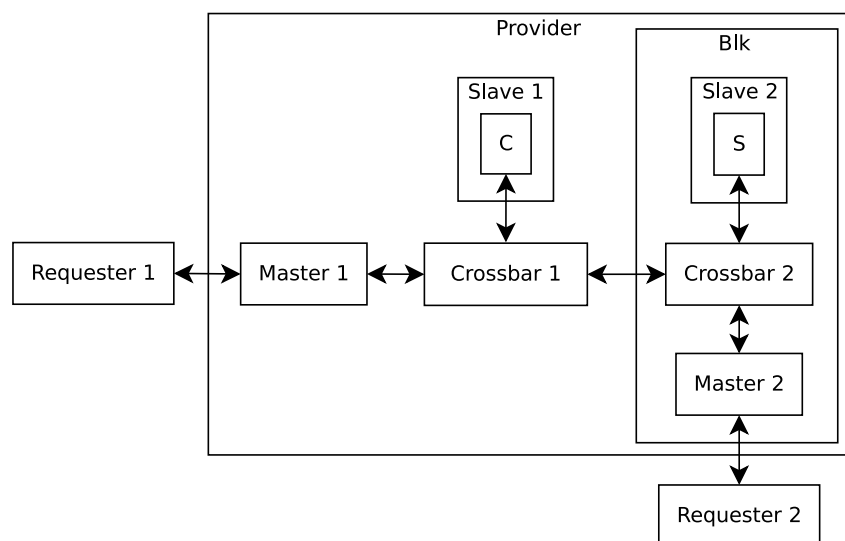 Provider
Blk
Slave 1
Slave 2
C
S
Requester 1
Master 1
Crossbar 1
Crossbar 2
Master 2
Requester 2